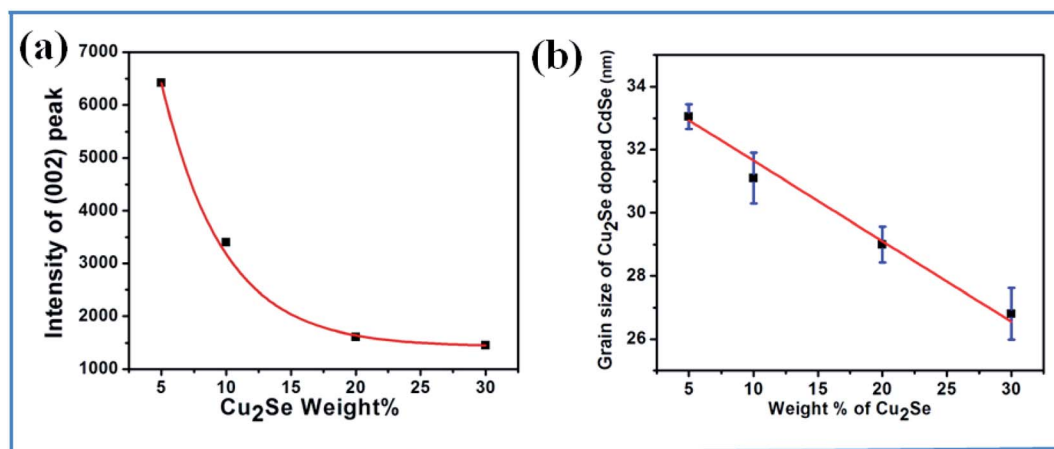 (a)
7000
6000
5000
4000
3000
2000
1000
Intensity of (002) peak
5 10 15 20 25 30
Cu2Se Weight%
(b)
34
32
30
28
26
Grain size of Cu2Se doped CdSe (nm)
5 10 15 20 25 30
Weight % of Cu2Se